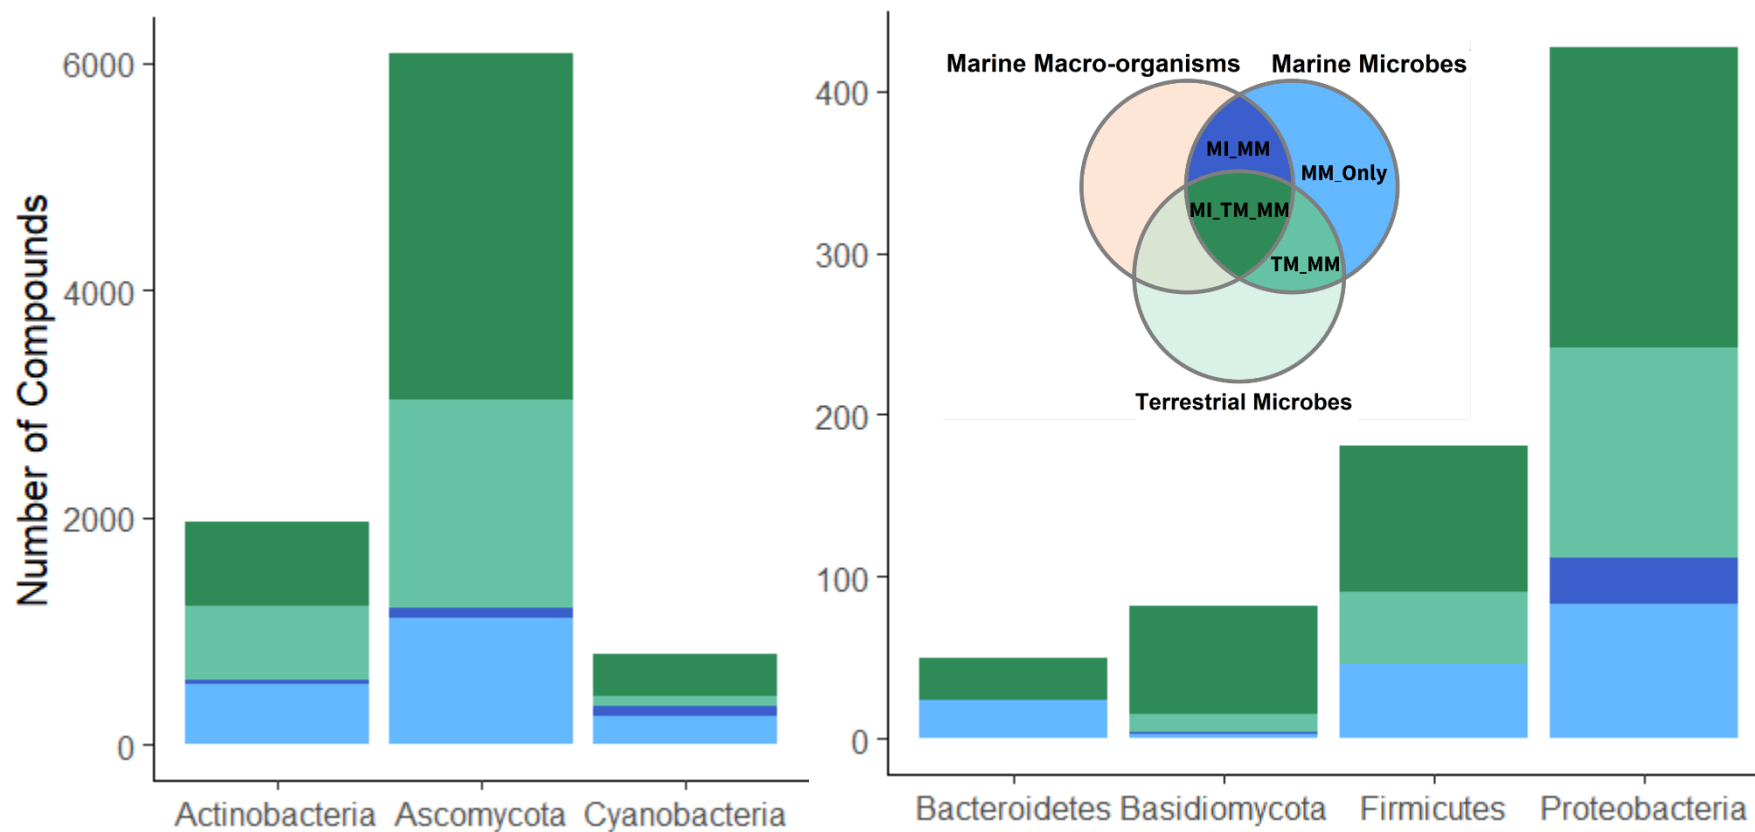 Number of Compounds
6000
4000
2000
0
Actinobacteria Ascomycota Cyanobacteria
400
300
200
100
0
Marine Macro-organisms Marine Microbes
MI_MM
MM_Only
MI_TM_MM
TM_MM
Terrestrial Microbes
Bacteroidetes Basidiomycota Firmicutes Proteobacteria